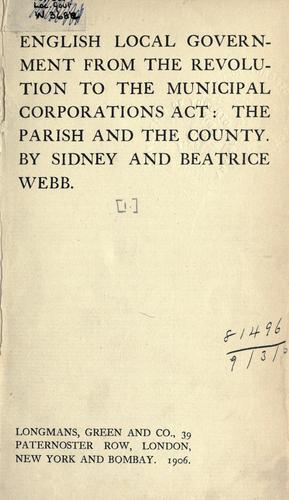 ENGLISH LOCAL GOVERN-
MENT FROM THE REVOLU-
TION TO THE MUNICIPAL
CORPORATIONS ACT: THE
PARISH AND THE COUNTY.
BY SIDNEY AND BEATRICE
WEBB.
[1.]
81496
LONGMANS, GREEN AND CO., 39
PATERNOSTER ROW, LONDON,
NEW YORK AND BOMBAY. 1906.